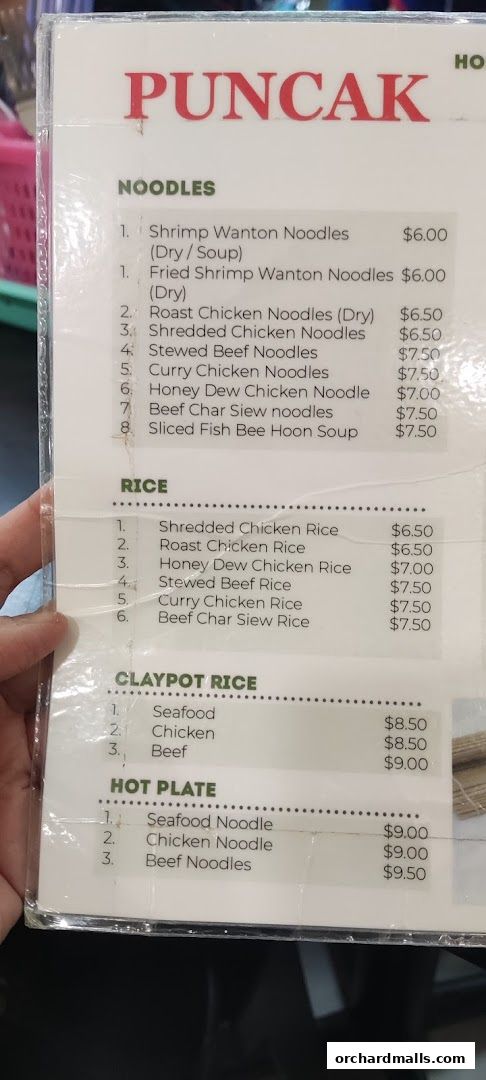 HO
PUNCAK
NOODLES
1. Shrimp Wanton Noodles $6.00
(Dry / Soup)
1. Fried Shrimp Wanton Noodles $6.00
(Dry)
2. Roast Chicken Noodles (Dry) $6.50
3. Shredded Chicken Noodles $6.50
4. Stewed Beef Noodles $7.50
5. Curry Chicken Noodles $7.50
6. Honey Dew Chicken Noodle $7.00
7 Beef Char Siew noodles $7.50
8 Sliced Fish Bee Hoon Soup $7.50
RICE
1. Shredded Chicken Rice $6.50
2. Roast Chicken Rice $6.50
3. Honey Dew Chicken Rice $7.00
4. Stewed Beef Rice $7.50
5. Curry Chicken Rice $7.50
6. Beef Char Siew Rice $7.50
CLAYPOT RICE
1. Seafood $8.50
2. Chicken $8.50
3. Beef $9.00
HOT PLATE
1. Seafood Noodle $9.00
2. Chicken Noodle $9.00
3. Beef Noodles $9.50
orchardmalls.com